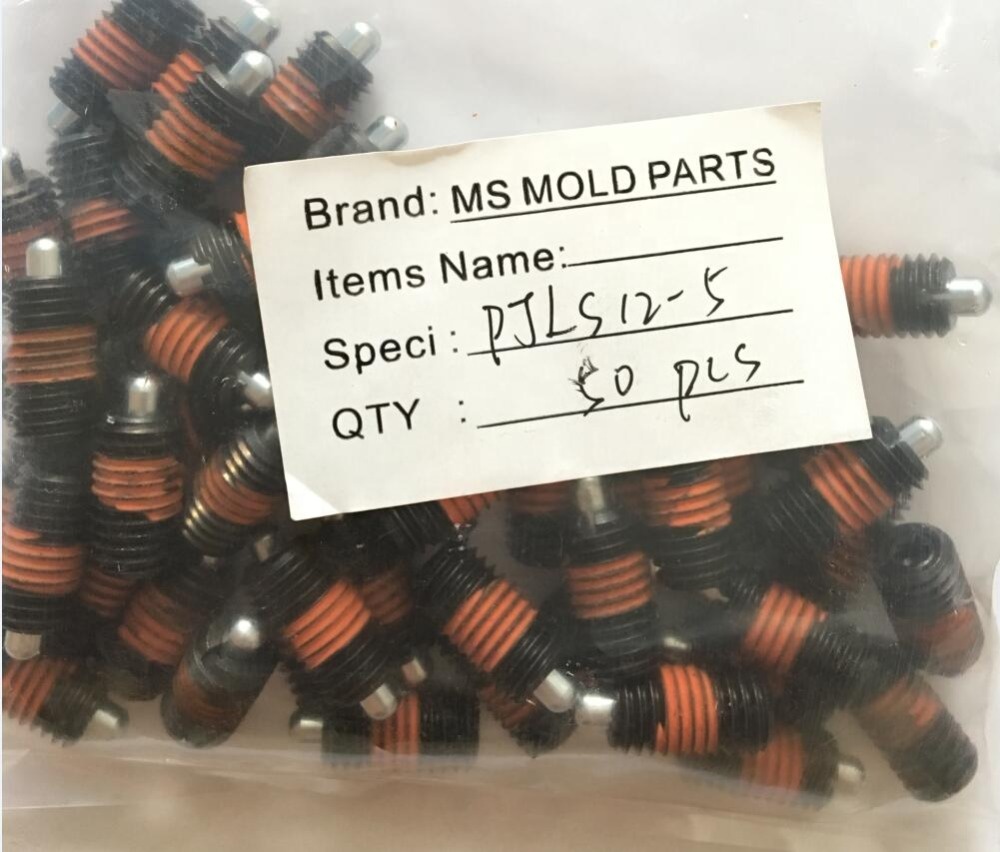 Brand: MS MOLD PARTS
Items Name:
Speci : PJLS12-5
QTY : 50 pcs